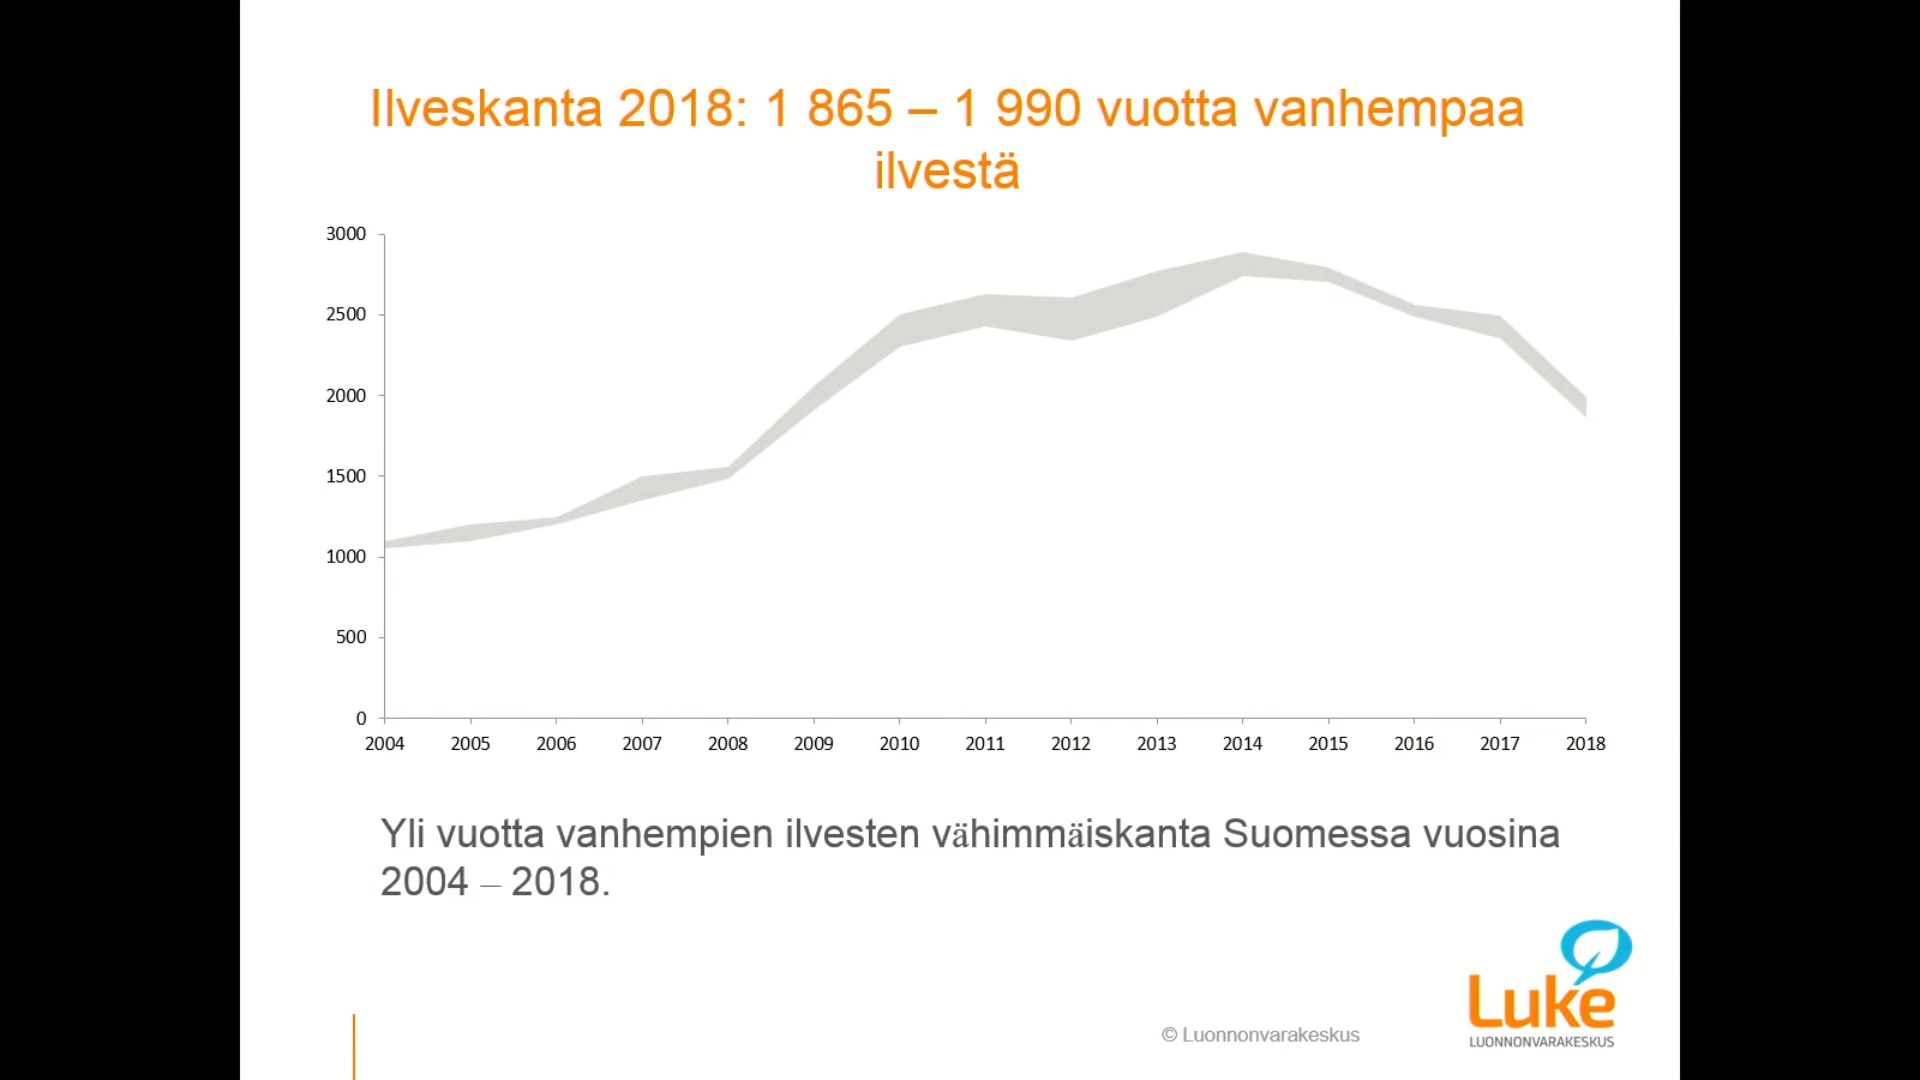 Ilveskanta 2018: 1 865 – 1 990 vuotta vanhempaa
ilvestä
3000
2500
2000
1500
1000
500
0
2004 2005 2006 2007 2008 2009 2010 2011 2012 2013 2014 2015 2016 2017 2018
Yli vuotta vanhempien ilvesten vähimmäiskanta Suomessa vuosina
2004 – 2018.
© Luonnonvarakeskus
Luke
LUONNONVARAKESKUS